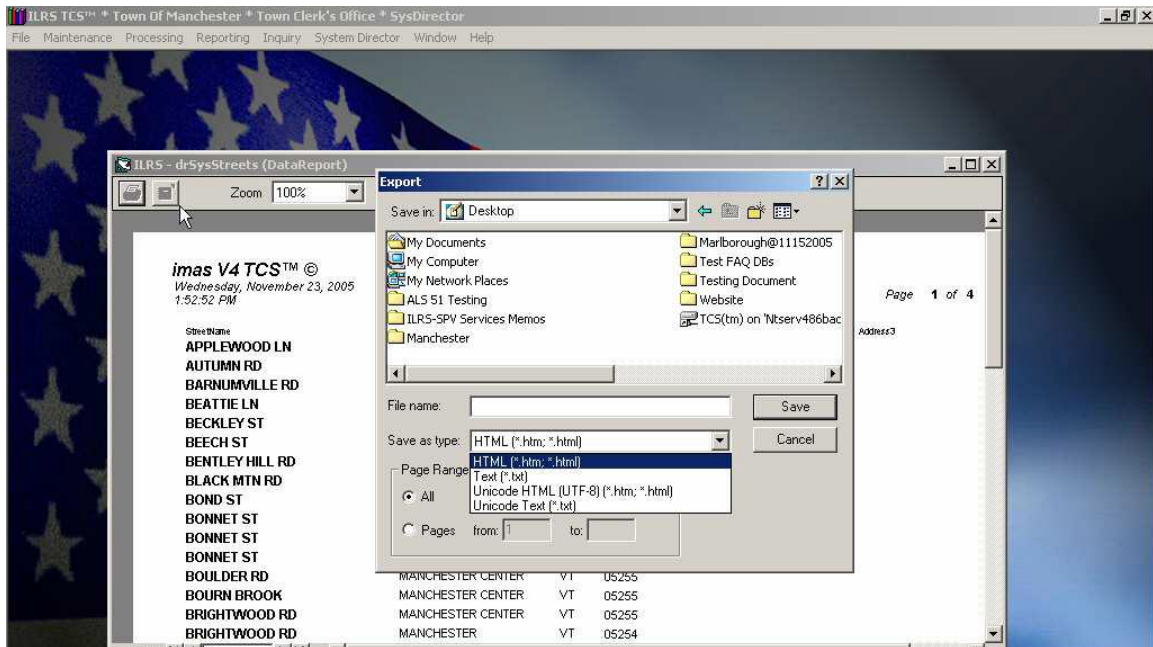 ILRS TCS™ * Town Of Manchester * Town Clerk's Office * SysDirector
File Maintenance Processing Reporting Inquiry System Director Window Help
ILRS - drSysStreets (DataReport)
Zoom 100%
Export
Save in: Desktop
My Documents
My Computer
My Network Places
ALS 51 Testing
ILRS-SPV Services Memos
Manchester
Marlborough@11152005
Test FAQ DBs
Testing Document
Website
TCS(tm) on 'Ntserv486bac
File name:
Save
Save as type: HTML (*.htm; *.html)
Cancel
HTML (*.htm; *.html)
Text (*.txt)
Unicode HTML (UTF-8) (*.htm; *.html)
Unicode Text (*.txt)
Page Range
All
Pages from: 1 to:
imas V4 TCS™ ©
Wednesday, November 23, 2005
1:52:52 PM
Page 1 of 4
StreetName
Address3
APPLEWOOD LN
AUTUMN RD
BARNUMVILLE RD
BEATTIE LN
BECKLEY ST
BEECH ST
BENTLEY HILL RD
BLACK MTN RD
BOND ST
BONNET ST
BONNET ST
BONNET ST
BOULDER RD MANCHESTER CENTER VT 05255
BOURN BROOK MANCHESTER CENTER VT 05255
BRIGHTWOOD RD MANCHESTER CENTER VT 05255
BRIGHTWOOD RD MANCHESTER VT 05254